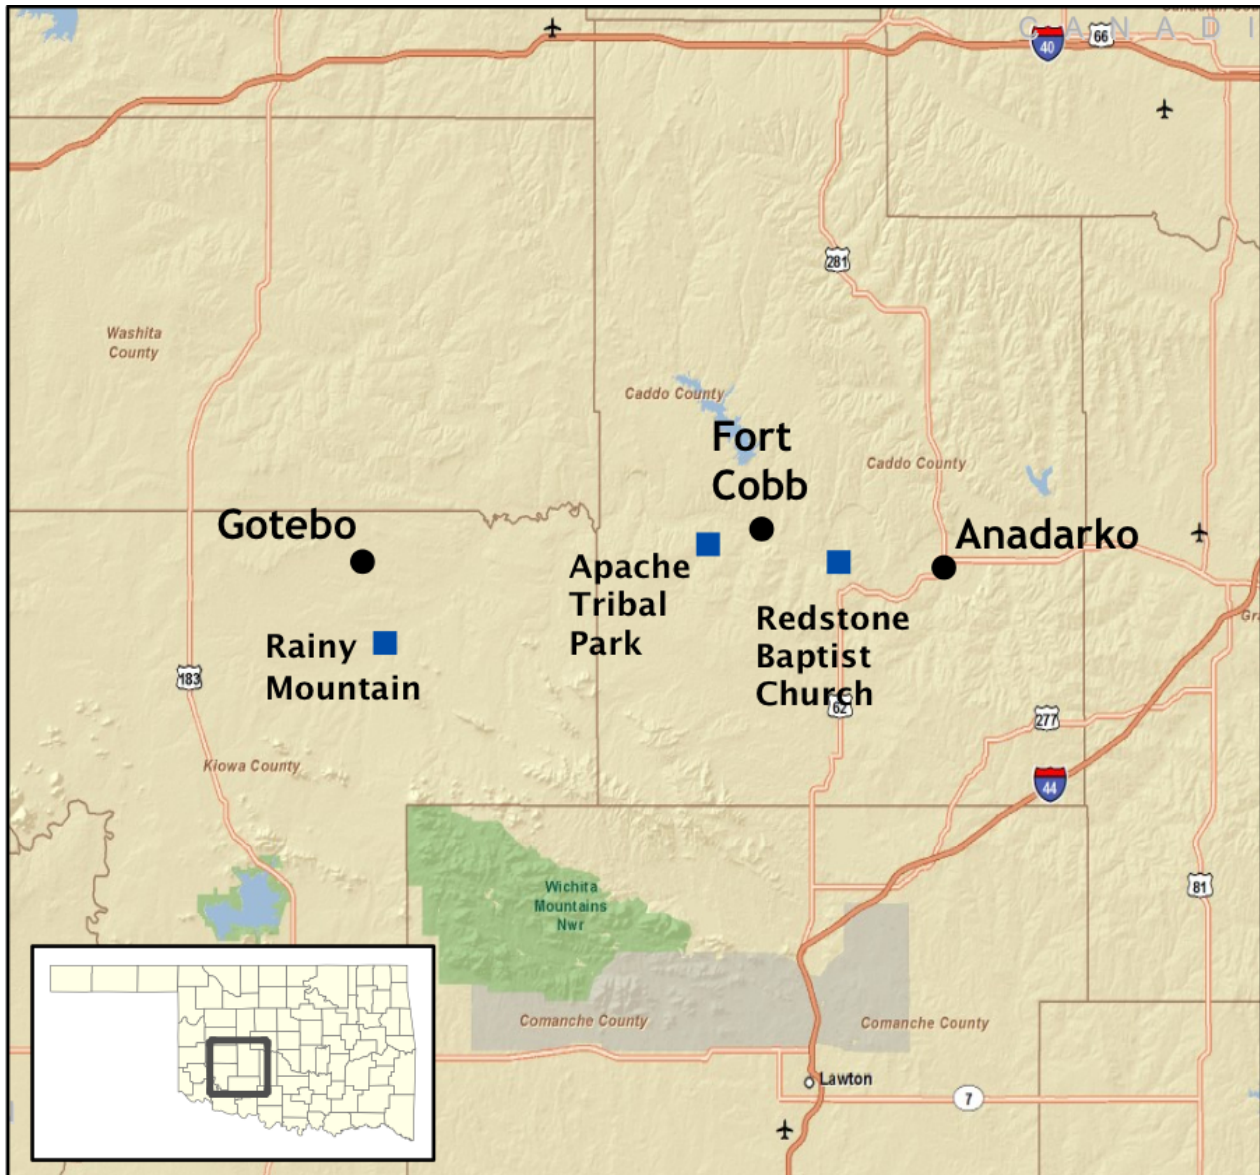 CANADI
40
66
281
Washita
County
Caddo County
Fort
Cobb
Caddo County
Gotebo
Anadarko
Apache
Tribal
Park
Redstone
Baptist
Church
Rainy
Mountain
183
62
277
Kiowa County
44
Wichita
Mountains
Nwr
81
Comanche County
Comanche County
Lawton
7